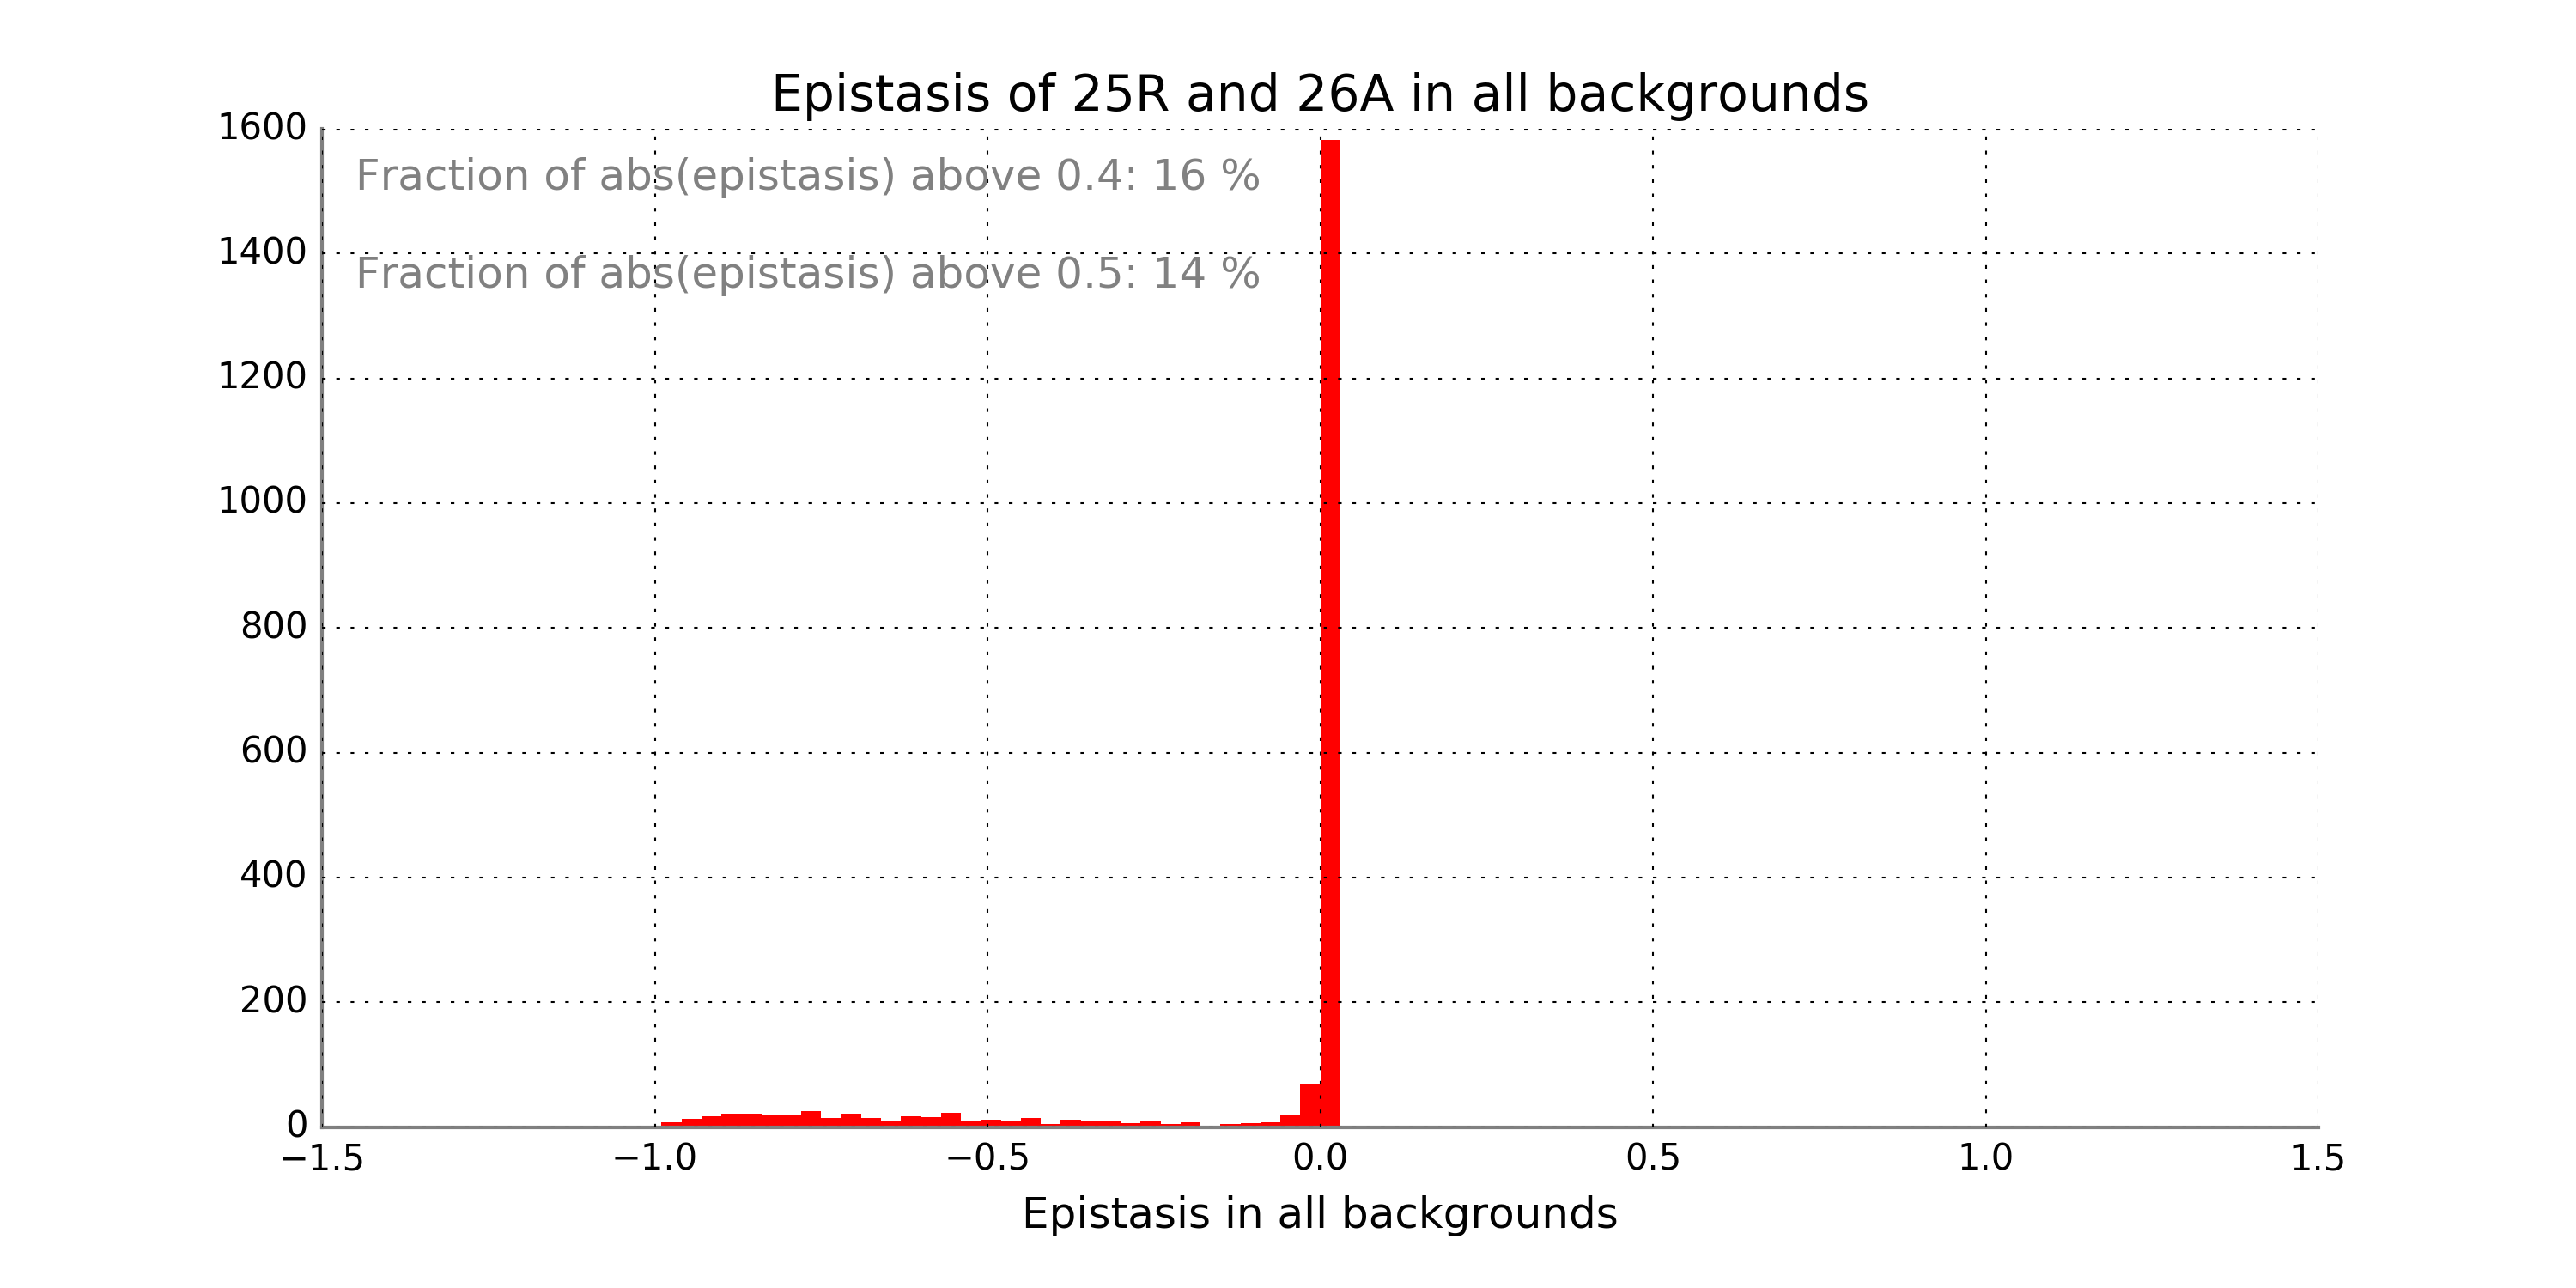 Epistasis of 25R and 26A in all backgrounds
1600
Fraction of abs(epistasis) above 0.4: 16 %
1400
Fraction of abs(epistasis) above 0.5: 14 %
1200
1000
800
600
400
200
0
−1.5 −1.0 −0.5 0.0 0.5 1.0 1.5
Epistasis in all backgrounds